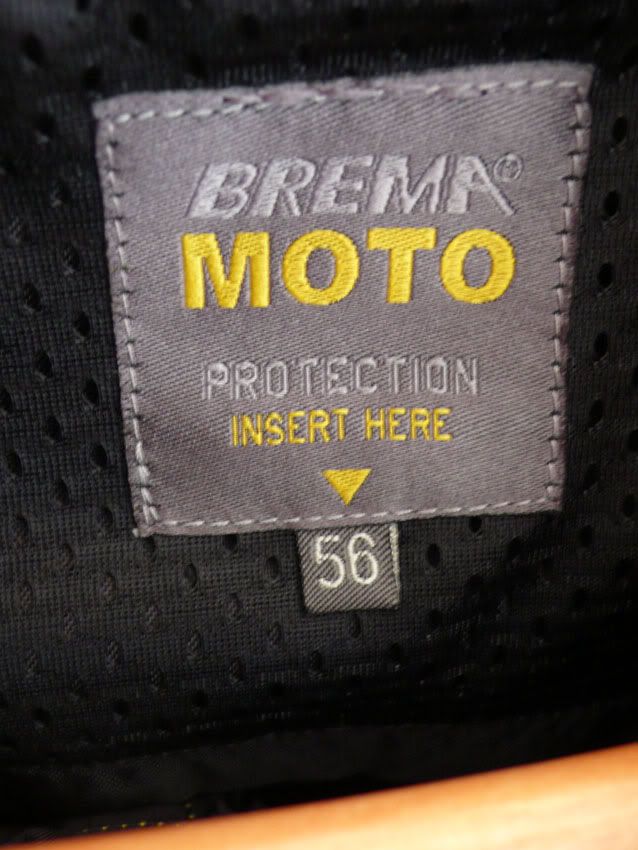 BREMA®
MOTO
PROTECTION
INSERT HERE
56